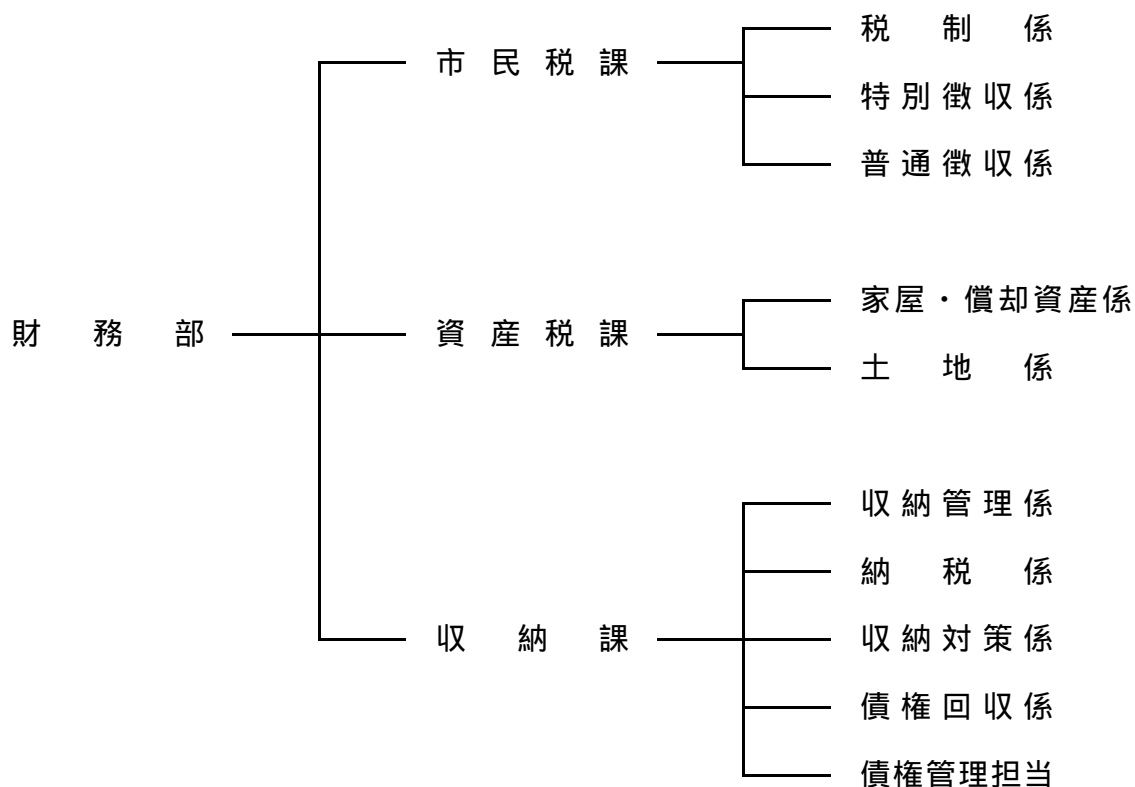 財務部
市民税課
税制係
特別徴収係
普通徴収係
資産税課
家屋・償却資産係
土地係
収納課
収納管理係
納税係
収納対策係
債権回収係
債権管理担当